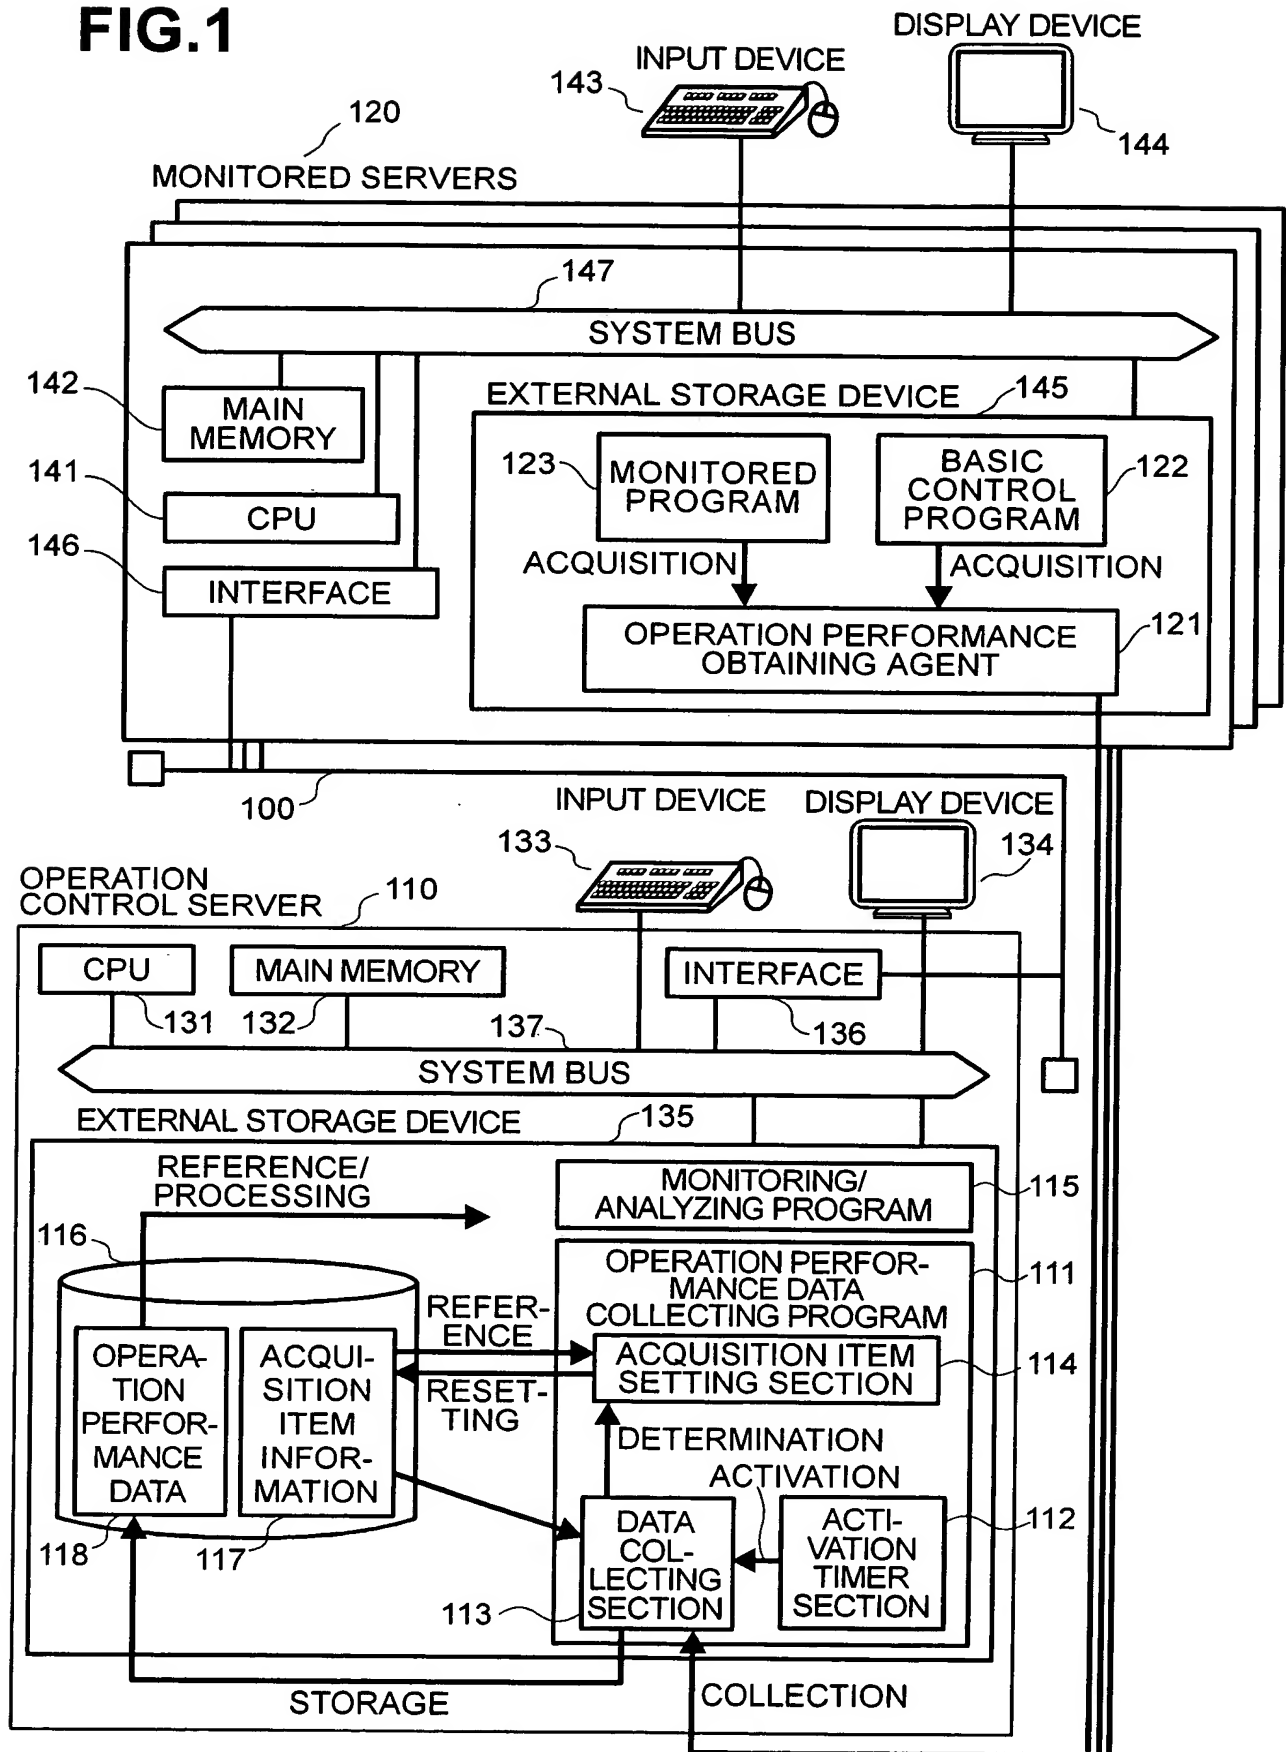 FIG.1
DISPLAY DEVICE
INPUT DEVICE
143
144
120
MONITORED SERVERS
147
SYSTEM BUS
142
MAIN
MEMORY
EXTERNAL STORAGE DEVICE
145
123
MONITORED
PROGRAM
BASIC
CONTROL
PROGRAM
122
141
CPU
146
INTERFACE
ACQUISITION
ACQUISITION
OPERATION PERFORMANCE
OBTAINING AGENT
121
100
INPUT DEVICE
DISPLAY DEVICE
133
134
OPERATION
CONTROL SERVER
110
CPU
MAIN MEMORY
INTERFACE
131
132
137
136
SYSTEM BUS
EXTERNAL STORAGE DEVICE
135
REFERENCE/
PROCESSING
MONITORING/
ANALYZING PROGRAM
115
116
OPERATION PERFOR-
MANCE DATA
COLLECTING PROGRAM
111
REFER-
ENCE
OPERA-
TION
PERFOR-
MANCE
DATA
ACQUI-
SITION
ITEM
INFOR-
MATION
ACQUISITION ITEM
SETTING SECTION
114
RESET-
TING
DETERMINATION
ACTIVATION
DATA
COL-
LECTING
SECTION
ACTI-
VATION
TIMER
SECTION
112
118
117
113
STORAGE
COLLECTION